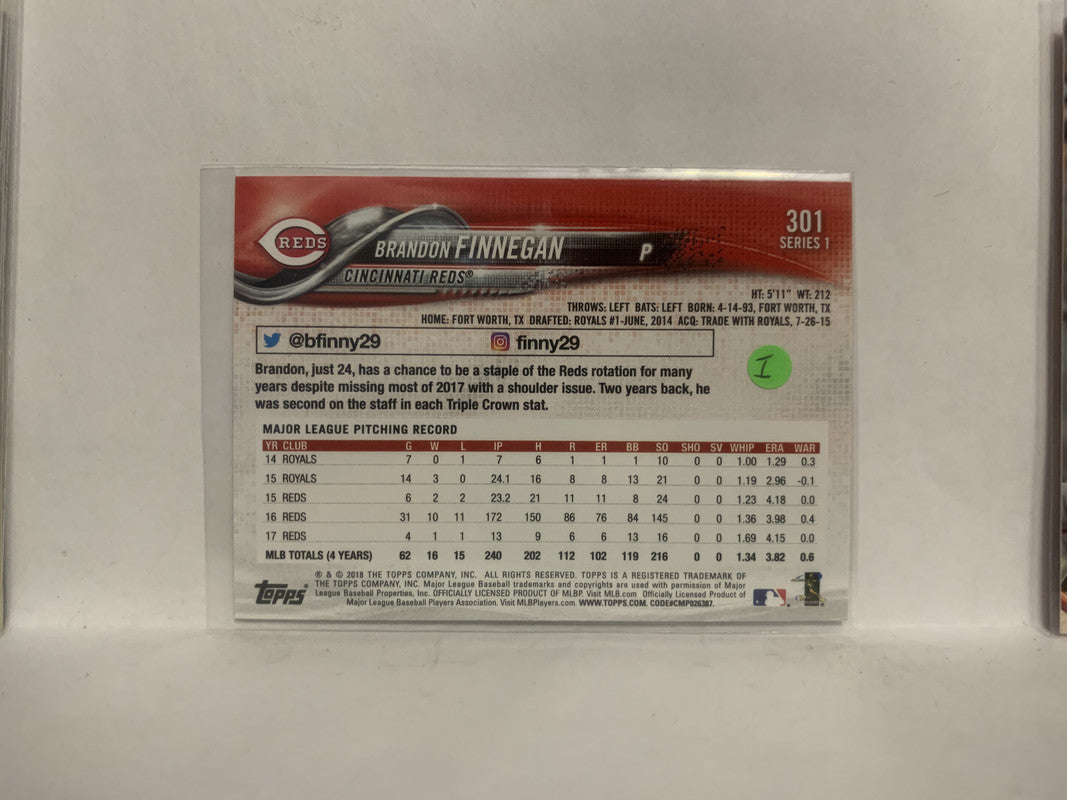 REDS
BRANDON FINNEGAN P
CINCINNATI REDS®
301
SERIES 1
HT: 5'11" WT: 212
THROWS: LEFT BATS: LEFT BORN: 4-14-93, FORT WORTH, TX
HOME: FORT WORTH, TX DRAFTED: ROYALS #1-JUNE, 2014 ACQ: TRADE WITH ROYALS, 7-26-15
@bfinny29 finny29
I
Brandon, just 24, has a chance to be a staple of the Reds rotation for many
years despite missing most of 2017 with a shoulder issue. Two years back, he
was second on the staff in each Triple Crown stat.
MAJOR LEAGUE PITCHING RECORD
YR CLUB G W L IP H R ER BB SO SHO SV WHIP ERA WAR
14 ROYALS 7 0 1 7 6 1 1 1 10 0 0 1.00 1.29 0.3
15 ROYALS 14 3 0 24.1 16 8 8 13 21 0 0 1.19 2.96 -0.1
15 REDS 6 2 2 23.2 21 11 11 8 24 0 0 1.23 4.18 0.0
16 REDS 31 10 11 172 150 86 76 84 145 0 0 1.36 3.98 0.4
17 REDS 4 1 1 13 9 6 6 13 16 0 0 1.69 4.15 0.0
MLB TOTALS (4 YEARS) 62 16 15 240 202 112 102 119 216 0 0 1.34 3.82 0.6
Topps
® & © 2018 THE TOPPS COMPANY, INC. ALL RIGHTS RESERVED. TOPPS IS A REGISTERED TRADEMARK OF
THE TOPPS COMPANY, INC. Major League Baseball trademarks and copyrights are used with permission of Major
League Baseball Properties, Inc. OFFICIALLY LICENSED PRODUCT OF MLBP. Visit MLB.com Officially Licensed Product of
Major League Baseball Players Association. Visit MLBPlayers.com. WWW.TOPPS.COM. CODE#CMP026387.